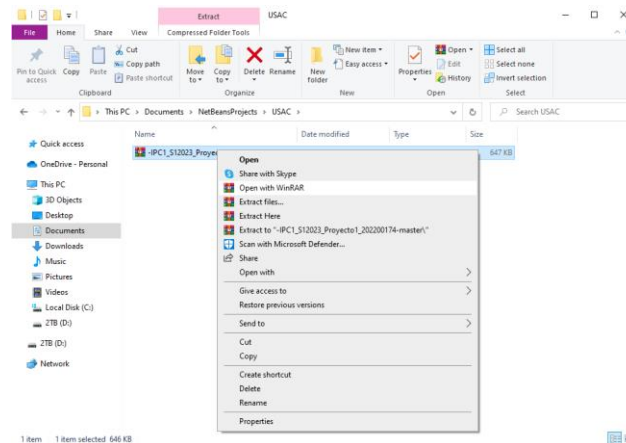 Extract
USAC
File
Home
Share
View
Compressed Folder Tools
Pin to Quick access
Copy
Paste
Cut
Copy path
Paste shortcut
Move to
Copy to
Delete
Rename
New folder
New item
Easy access
Properties
Open
Edit
History
Select all
Select none
Invert selection
Clipboard
Organize
New
Open
Select
This PC > Documents > NetBeansProjects > USAC >
Search USAC
Name
Date modified
Type
Size
-IPC1_S12023_Proye
647 KB
Quick access
OneDrive - Personal
This PC
3D Objects
Desktop
Documents
Downloads
Music
Pictures
Videos
Local Disk (C:)
2TB (D:)
2TB (D:)
Network
Open
Share with Skype
Open with WinRAR
Extract files...
Extract Here
Extract to "-IPC1_S12023_Proyecto1_202200174-master\"
Scan with Microsoft Defender...
Share
Open with
Give access to
Restore previous versions
Send to
Cut
Copy
Create shortcut
Delete
Rename
Properties
1 item
1 item selected 646 KB